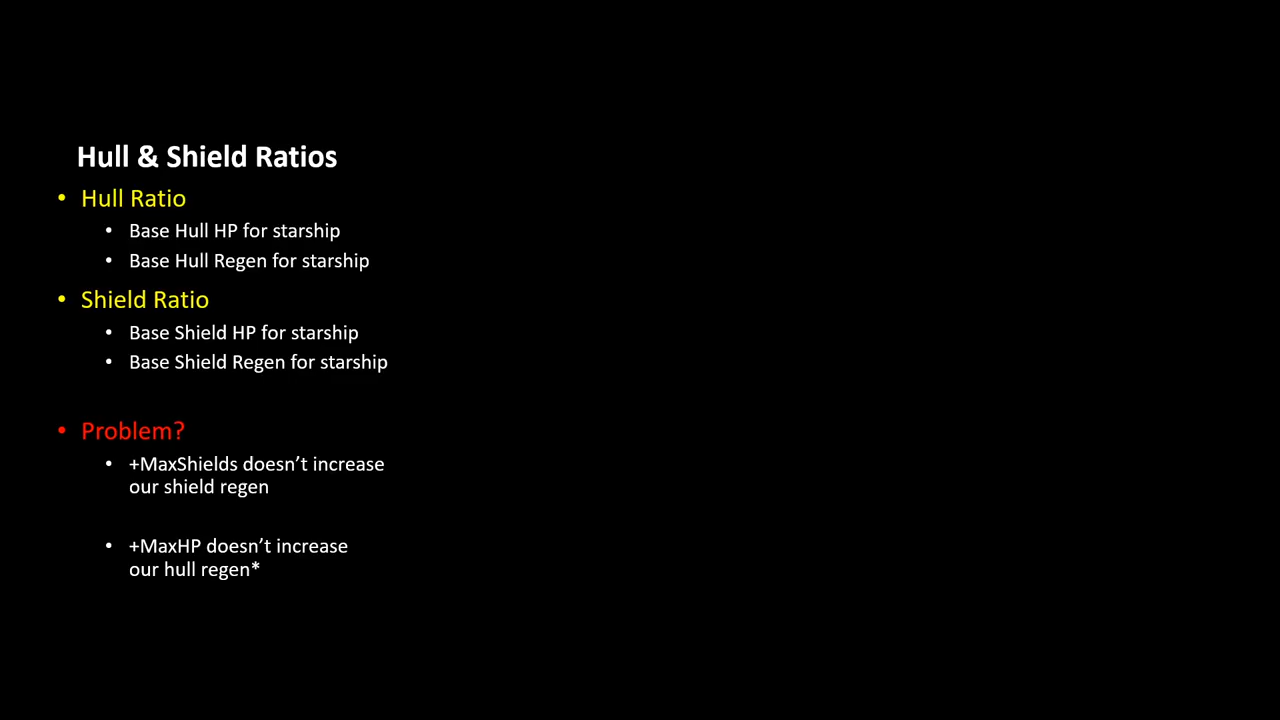 Hull & Shield Ratios
• Hull Ratio
• Base Hull HP for starship
• Base Hull Regen for starship
• Shield Ratio
• Base Shield HP for starship
• Base Shield Regen for starship
• Problem?
• +MaxShields doesn’t increase
our shield regen
• +MaxHP doesn’t increase
our hull regen*